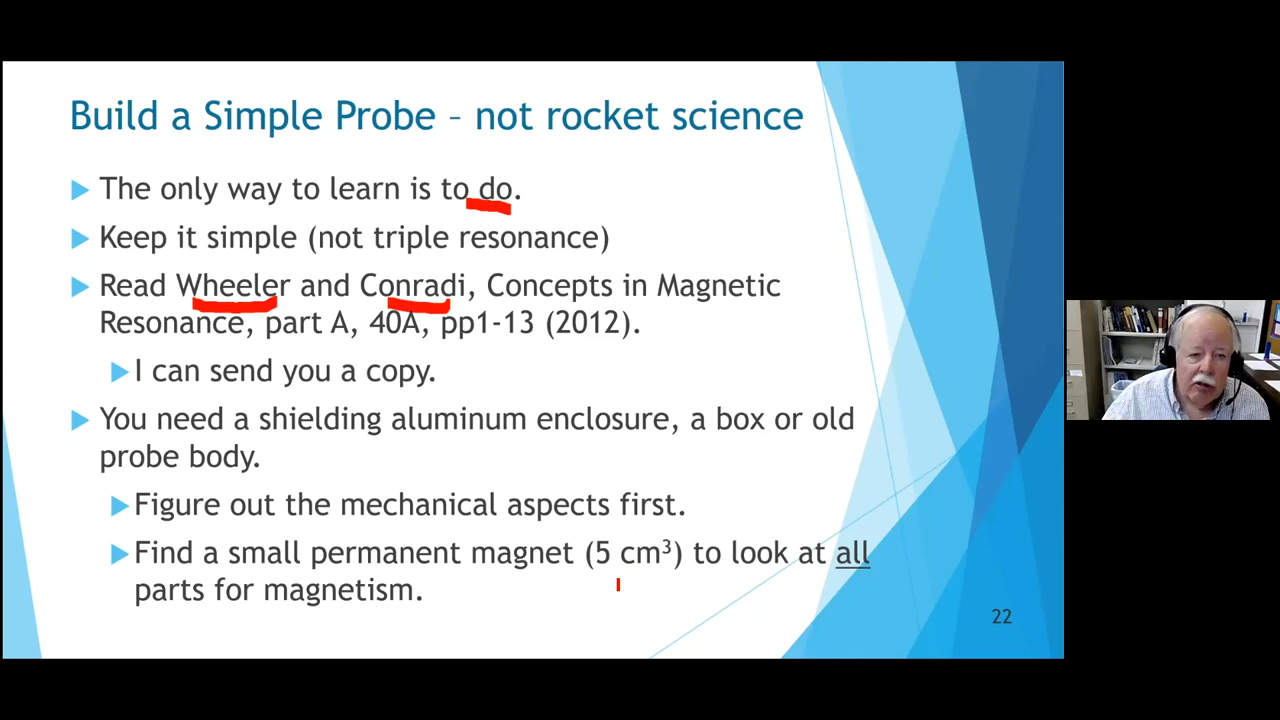 Build a Simple Probe – not rocket science
The only way to learn is to do.
Keep it simple (not triple resonance)
Read Wheeler and Conradi, Concepts in Magnetic
Resonance, part A, 40A, pp1-13 (2012).
I can send you a copy.
You need a shielding aluminum enclosure, a box or old
probe body.
Figure out the mechanical aspects first.
Find a small permanent magnet (5 cm³) to look at all
parts for magnetism.
22